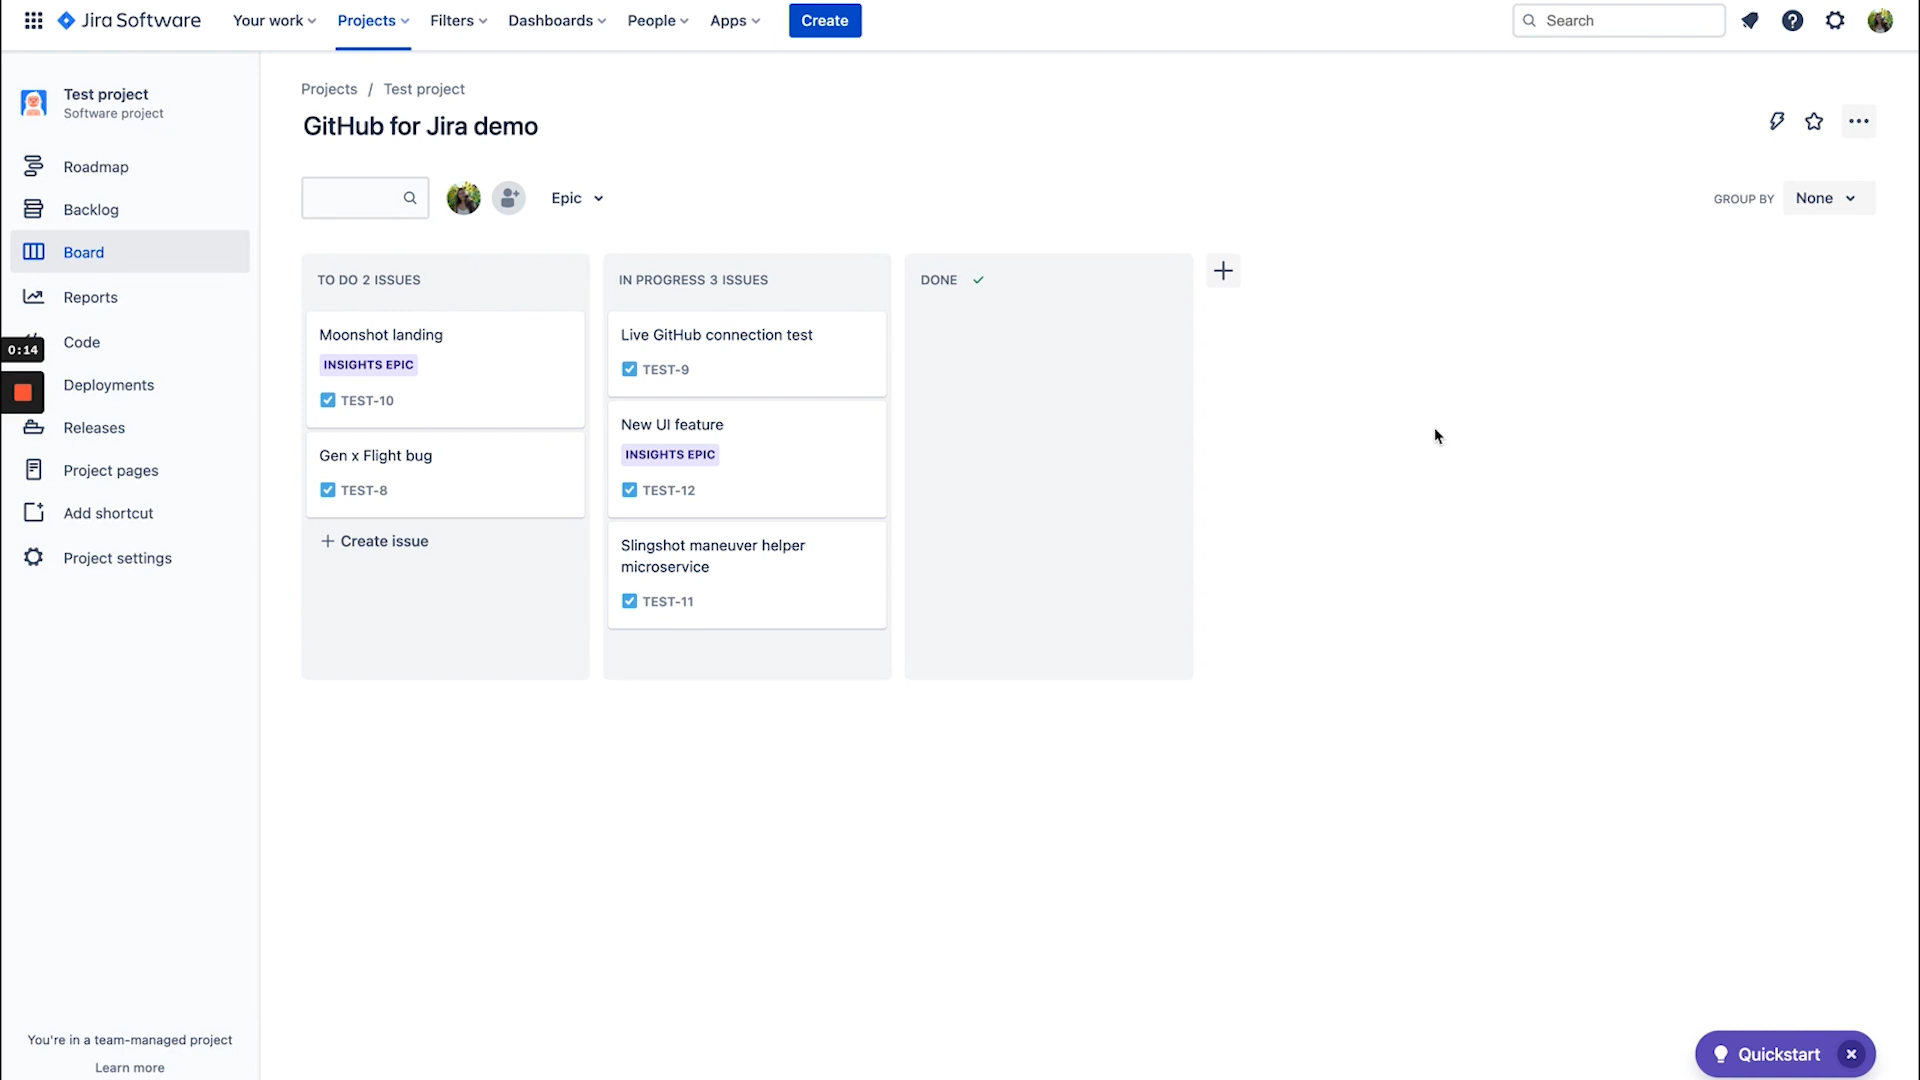 Jira Software Your work Projects Filters Dashboards People Apps Create Search
Test project
Software project
Roadmap
Backlog
Board
Reports
Code
Deployments
Releases
Project pages
Add shortcut
Project settings
0:14
You're in a team-managed project
Learn more
Projects / Test project
GitHub for Jira demo
Epic
GROUP BY None
TO DO 2 ISSUES
Moonshot landing
INSIGHTS EPIC
TEST-10
Gen x Flight bug
TEST-8
+ Create issue
IN PROGRESS 3 ISSUES
Live GitHub connection test
TEST-9
New UI feature
INSIGHTS EPIC
TEST-12
Slingshot maneuver helper
microservice
TEST-11
DONE
Quickstart